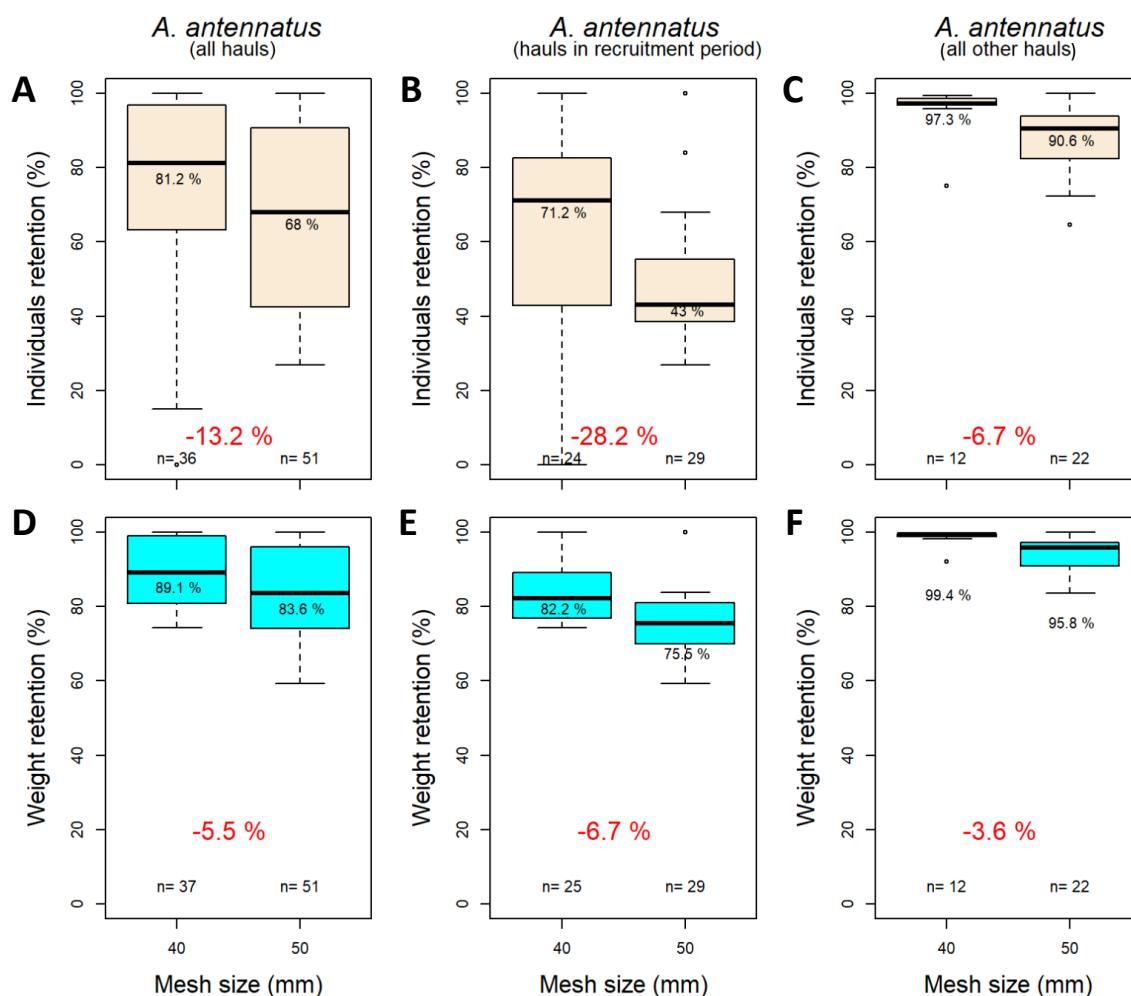 A. antennatus
(all hauls)
A. antennatus
(hauls in recruitment period)
A. antennatus
(all other hauls)
A
Individuals retention (%)
0 20 40 60 80 100
81.2 %
68 %
-13.2 %
n= 36
n= 51
B
Individuals retention (%)
0 20 40 60 80 100
71.2 %
43 %
-28.2 %
n= 24
n= 29
C
Individuals retention (%)
0 20 40 60 80 100
97.3 %
90.6 %
-6.7 %
n= 12
n= 22
D
Weight retention (%)
0 20 40 60 80 100
89.1 %
83.6 %
-5.5 %
n= 37
n= 51
40 50
Mesh size (mm)
E
Weight retention (%)
0 20 40 60 80 100
82.2 %
75.5 %
-6.7 %
n= 25
n= 29
40 50
Mesh size (mm)
F
Weight retention (%)
0 20 40 60 80 100
99.4 %
95.8 %
-3.6 %
n= 12
n= 22
40 50
Mesh size (mm)